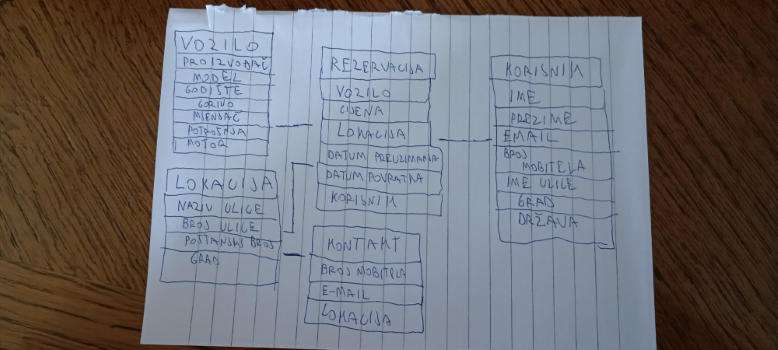 VOZILO
PROIZVOĐAČ
MODEL
GODIŠTE
GORIVO
MJENJAČ
POTROŠNJA
MOTOR
LOKACIJA
NAZIV ULICE
BROJ ULICE
POŠTANSKI BROJ
GRAD
REZERVACIJA
VOZILO
CIJENA
LOKACIJA
DATUM PREUZIMANJA
DATUM POVRATKA
KORISNIK
KONTAKT
BROJ MOBITELA
E-MAIL
LOKACIJA
KORISNIK
IME
PREZIME
EMAIL
BROJ
MOBITELA
IME ULICE
GRAD
DRŽAVA